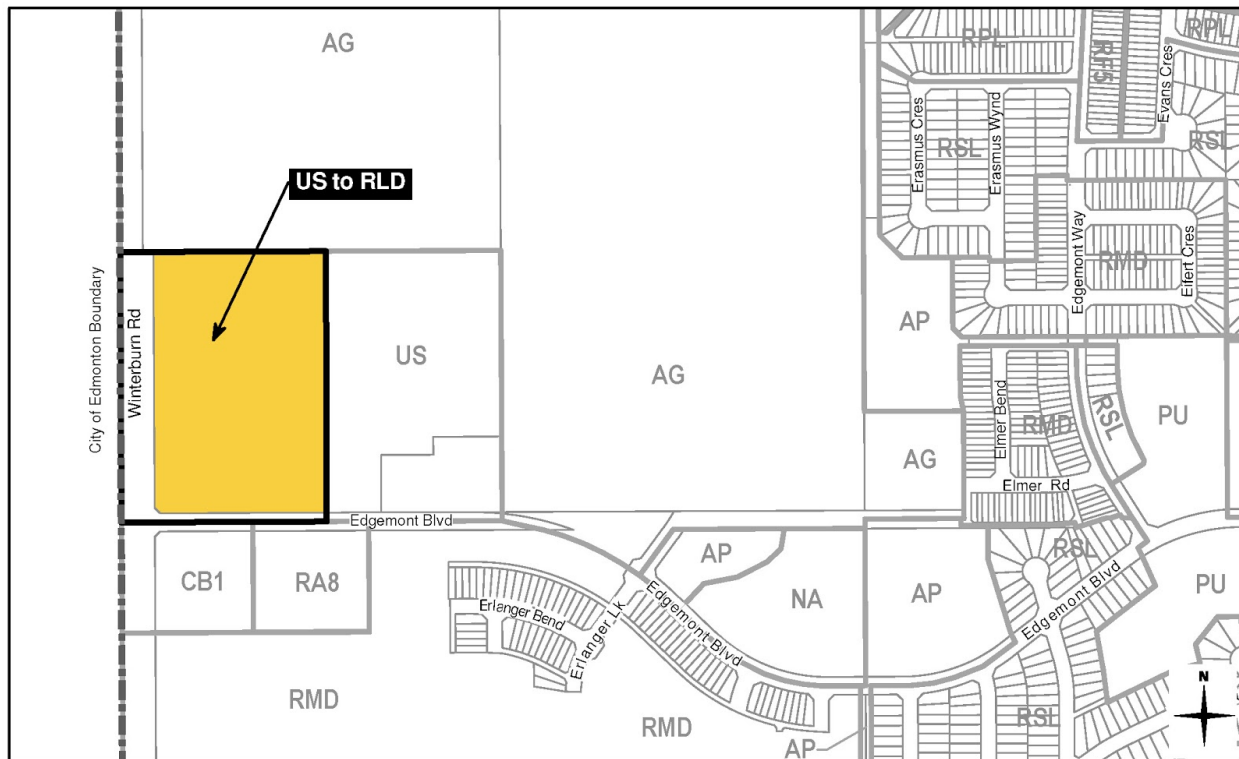 AG
RPL
RF5
Evans Cres
RPL
US to RLD
Erasmus Cres
RSL
Erasmus Wynd
RSL
City of Edmonton Boundary
Winterburn Rd
US
AG
AP
Edgemont Way
RMD
Eifert Cres
AG
Elmer Bend
RMD
RSL
PU
Elmer Rd
Edgemont Blvd
CB1
RA8
AP
NA
AP
RSL
Edgemont Blvd
PU
Erlanger Bend
Erlanger Lk
Edgemont Blvd
RMD
RMD
AP
RSL
N